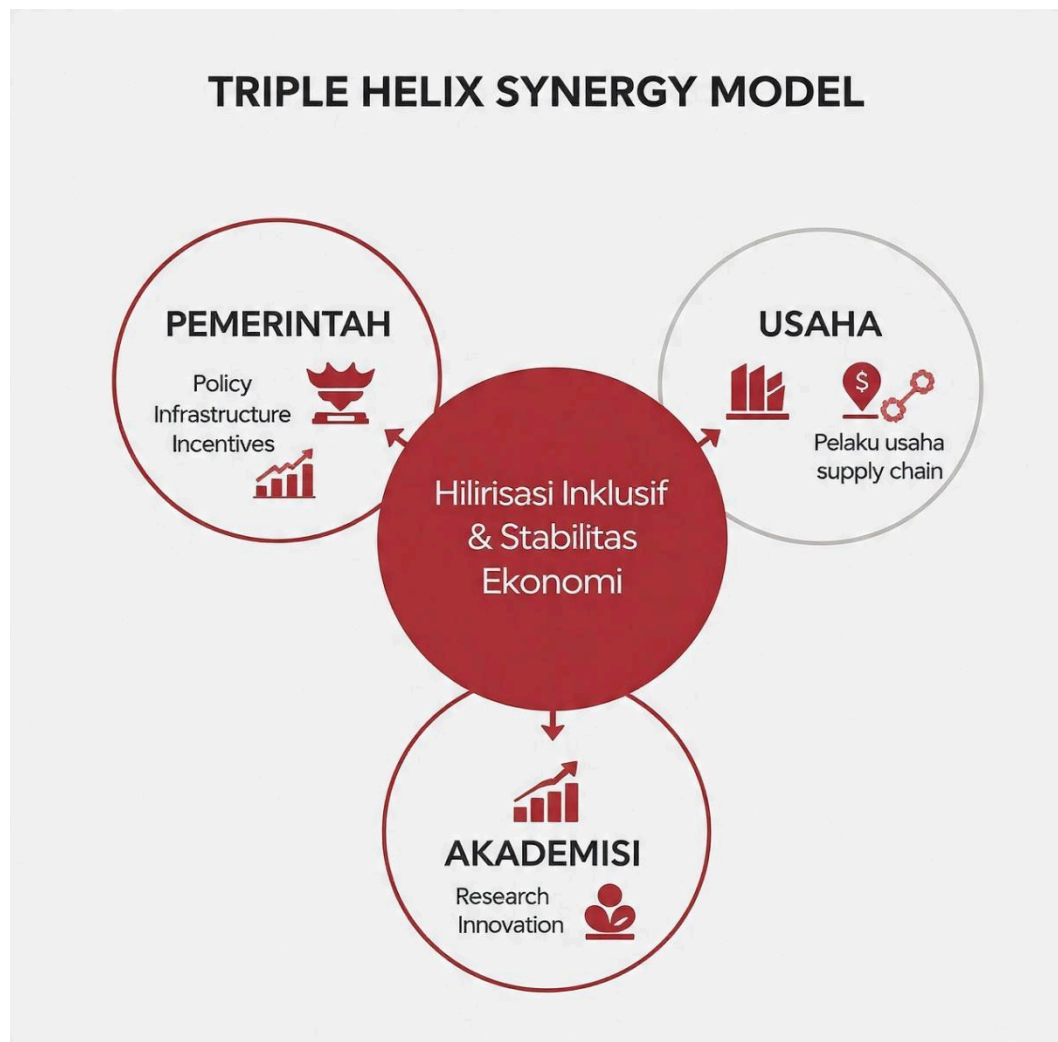 TRIPLE HELIX SYNERGY MODEL
PEMERINTAH
Policy
Infrastructure
Incentives
USAHA
$
Pelaku usaha
supply chain
Hilirisasi Inklusif
& Stabilitas
Ekonomi
AKADEMISI
Research
Innovation